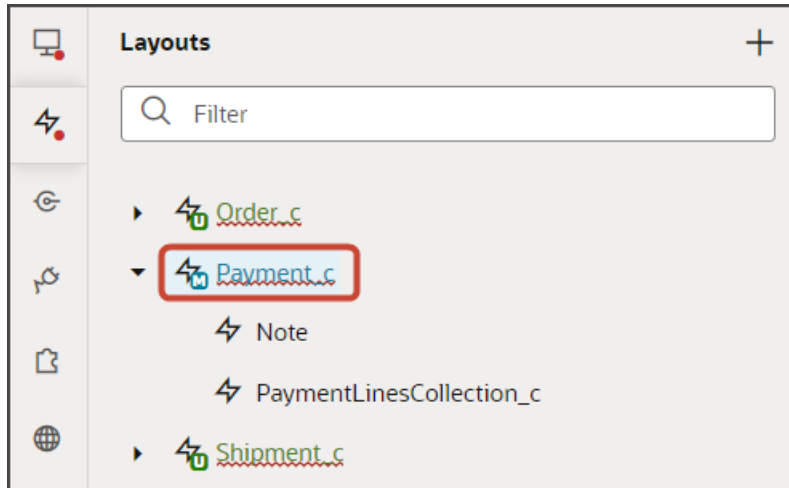 Layouts
Filter
Order_c
U
Payment_c
M
Note
PaymentLinesCollection_c
Shipment_c
U